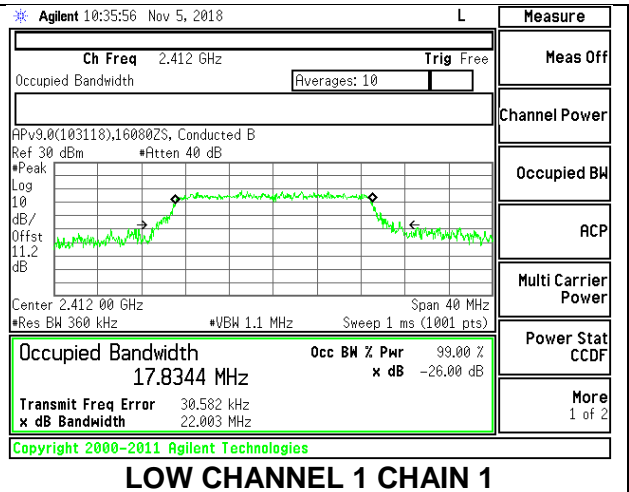 Agilent 10:35:56 Nov 5, 2018 L Measure
Ch Freq 2.412 GHz Trig Free
Meas Off
Occupied Bandwidth Averages: 10
Channel Power
APv9.0(103118),16080ZS, Conducted B
Ref 30 dBm #Atten 40 dB
#Peak
Log
10
dB/
Offst
11.2
dB
Occupied BW
ACP
Multi Carrier
Power
Center 2.412 00 GHz Span 40 MHz
#Res BW 360 kHz #VBW 1.1 MHz Sweep 1 ms (1001 pts)
Power Stat
CCDF
Occupied Bandwidth Occ BW % Pwr 99.00 %
17.8344 MHz x dB -26.00 dB
Transmit Freq Error 30.582 kHz
x dB Bandwidth 22.003 MHz
More
1 of 2
Copyright 2000-2011 Agilent Technologies
LOW CHANNEL 1 CHAIN 1